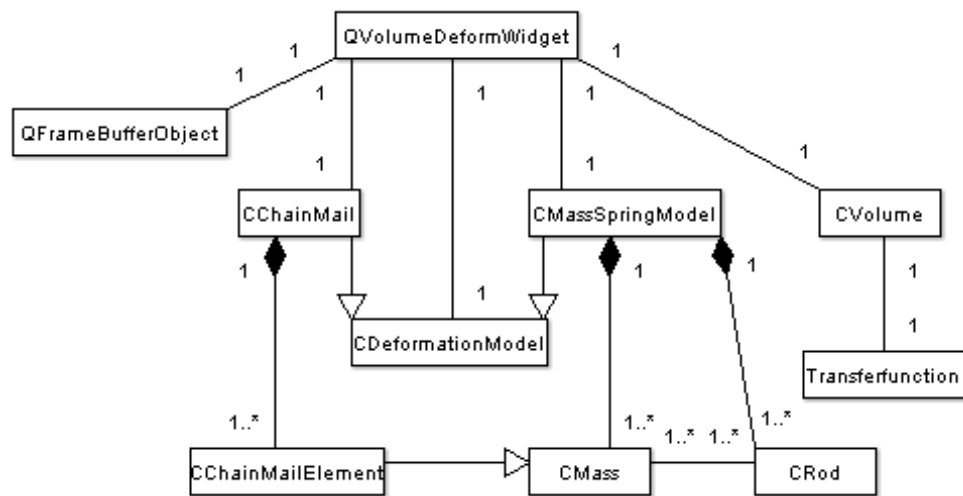 QVolumeDeformWidget
1
1
1
1
1
1
QFrameBufferObject
1
1
1
CChainMail
CMassSpringModel
CVolume
1
1
1
1
1
1
CDeformationModel
Transferfunction
1..*
1..*
1..*
1..*
1..*
CChainMailElement
CMass
CRod